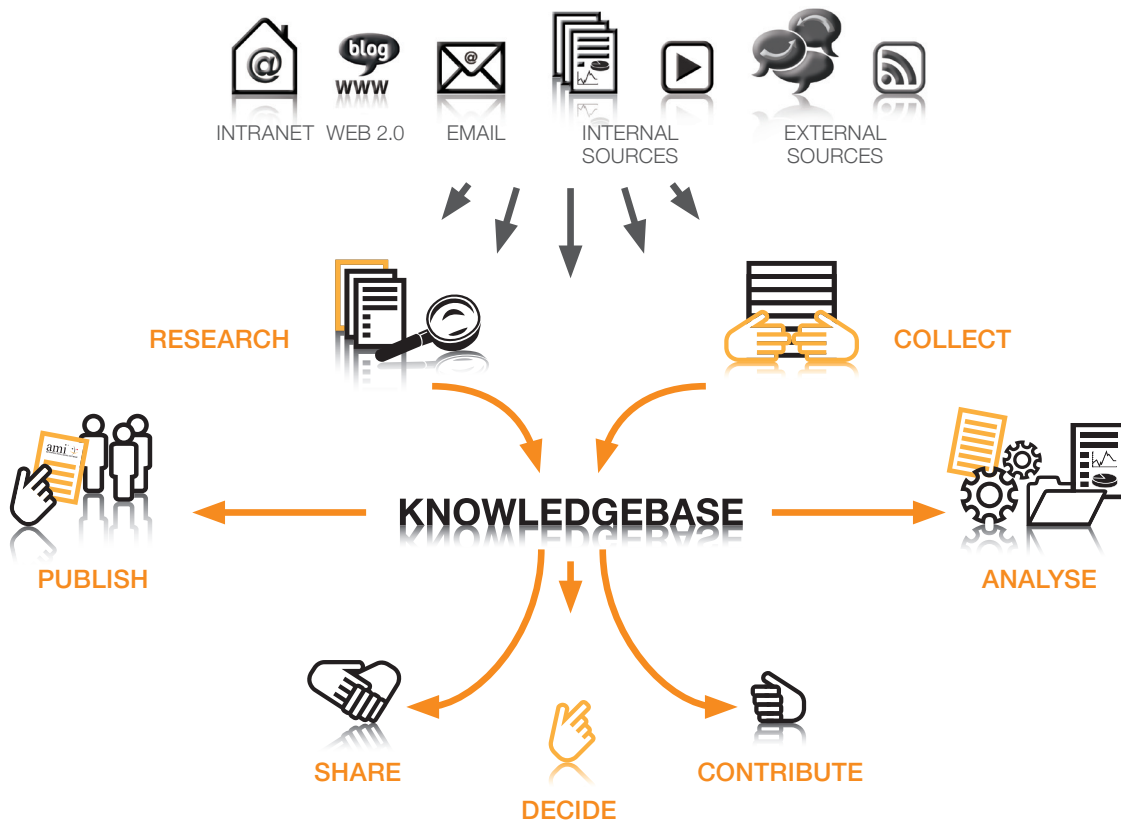 @
blog
www
@
INTRANET WEB 2.0 EMAIL INTERNAL SOURCES EXTERNAL SOURCES
RESEARCH
COLLECT
ami
KNOWLEDGEBASE
PUBLISH
ANALYSE
SHARE
DECIDE
CONTRIBUTE